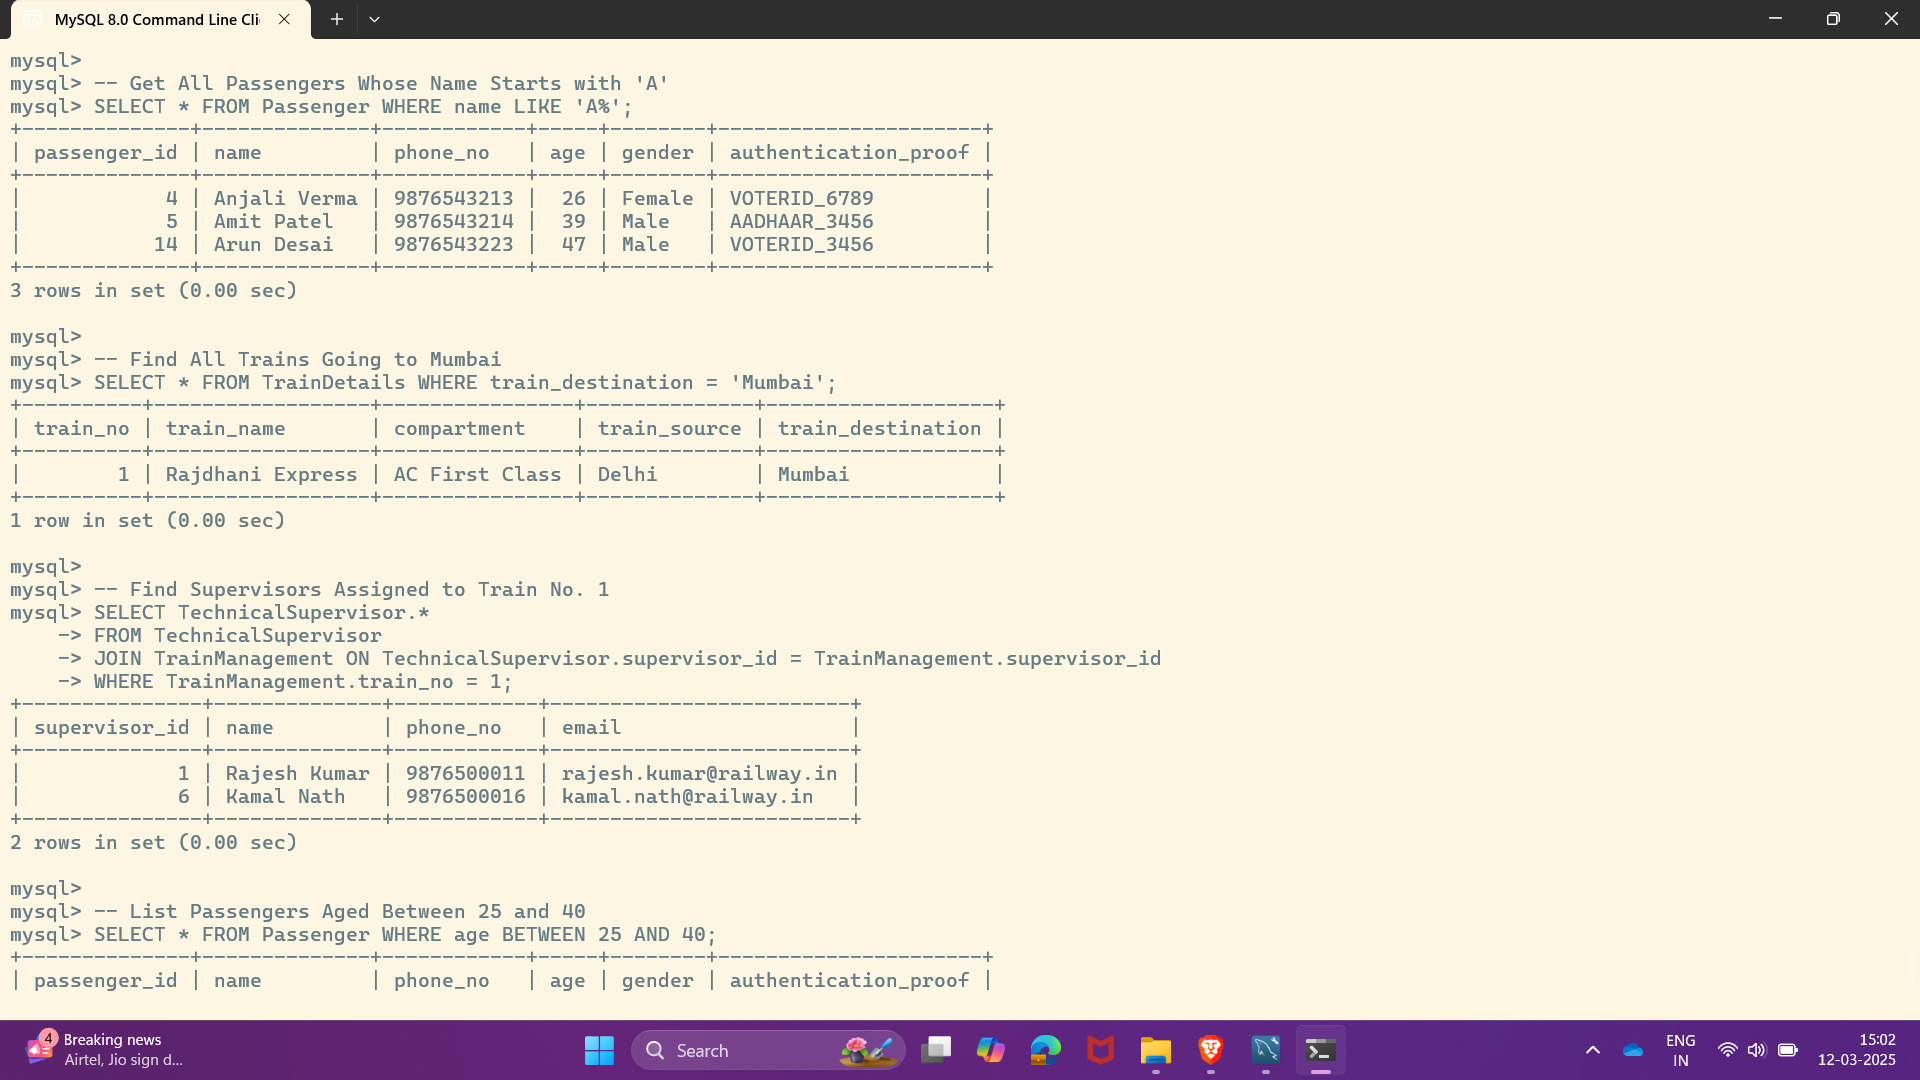 MySQL 8.0 Command Line Cli
mysql>
mysql> -- Get All Passengers Whose Name Starts with 'A'
mysql> SELECT * FROM Passenger WHERE name LIKE 'A%';
+--------------+--------------+------------+-----+--------+----------------------+
| passenger_id | name         | phone_no   | age | gender | authentication_proof |
+--------------+--------------+------------+-----+--------+----------------------+
|            4 | Anjali Verma | 9876543213 |  26 | Female | VOTERID_6789         |
|            5 | Amit Patel   | 9876543214 |  39 | Male   | AADHAAR_3456         |
|           14 | Arun Desai   | 9876543223 |  47 | Male   | VOTERID_3456         |
+--------------+--------------+------------+-----+--------+----------------------+
3 rows in set (0.00 sec)
mysql>
mysql> -- Find All Trains Going to Mumbai
mysql> SELECT * FROM TrainDetails WHERE train_destination = 'Mumbai';
+----------+------------------+----------------+--------------+-------------------+
| train_no | train_name       | compartment    | train_source | train_destination |
+----------+------------------+----------------+--------------+-------------------+
|        1 | Rajdhani Express | AC First Class | Delhi        | Mumbai            |
+----------+------------------+----------------+--------------+-------------------+
1 row in set (0.00 sec)
mysql>
mysql> -- Find Supervisors Assigned to Train No. 1
mysql> SELECT TechnicalSupervisor.*
    -> FROM TechnicalSupervisor
    -> JOIN TrainManagement ON TechnicalSupervisor.supervisor_id = TrainManagement.supervisor_id
    -> WHERE TrainManagement.train_no = 1;
+---------------+--------------+------------+-------------------------+
| supervisor_id | name         | phone_no   | email                   |
+---------------+--------------+------------+-------------------------+
|             1 | Rajesh Kumar | 9876500011 | rajesh.kumar@railway.in |
|             6 | Kamal Nath   | 9876500016 | kamal.nath@railway.in   |
+---------------+--------------+------------+-------------------------+
2 rows in set (0.00 sec)
mysql>
mysql> -- List Passengers Aged Between 25 and 40
mysql> SELECT * FROM Passenger WHERE age BETWEEN 25 AND 40;
+--------------+--------------+------------+-----+--------+----------------------+
| passenger_id | name         | phone_no   | age | gender | authentication_proof |
4
Breaking news
Airtel, Jio sign d...
Search
ENG
IN
15:02
12-03-2025